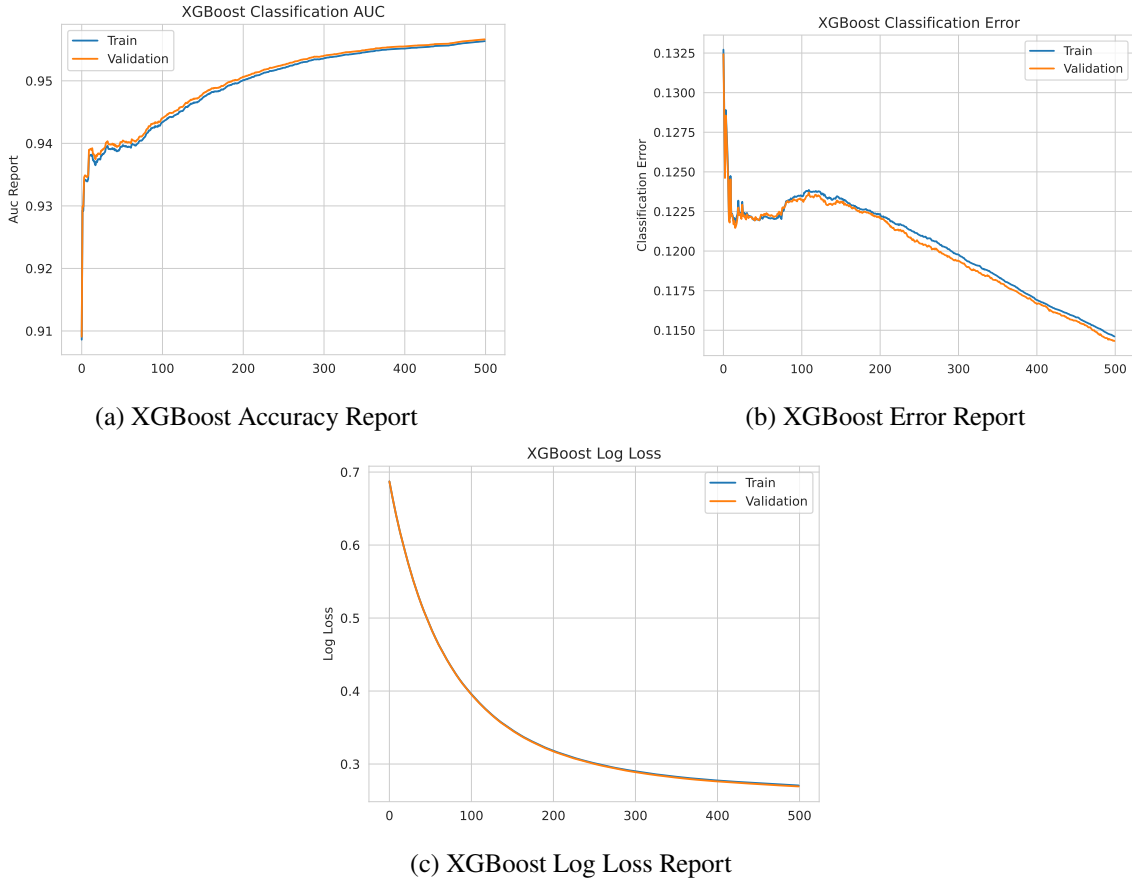 XGBoost Classification AUC
Train
Validation
Auc Report
0.95
0.94
0.93
0.92
0.91
0 100 200 300 400 500
(a) XGBoost Accuracy Report
XGBoost Classification Error
Train
Validation
Classification Error
0.1325
0.1300
0.1275
0.1250
0.1225
0.1200
0.1175
0.1150
0 100 200 300 400 500
(b) XGBoost Error Report
XGBoost Log Loss
Train
Validation
Log Loss
0.7
0.6
0.5
0.4
0.3
0 100 200 300 400 500
(c) XGBoost Log Loss Report